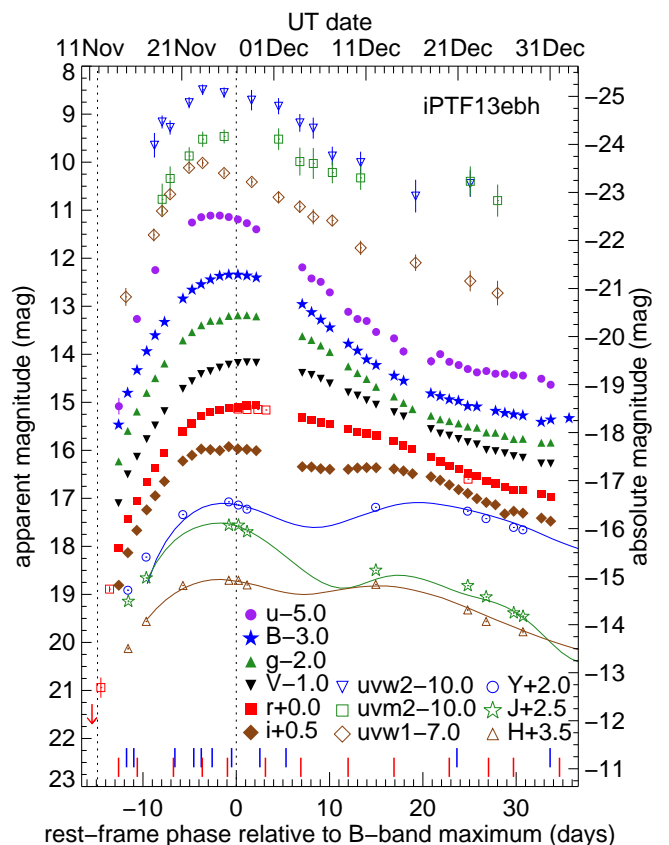 UT date
11Nov 21Nov 01Dec 11Dec 21Dec 31Dec
iPTF13ebh
apparent magnitude (mag)
8
9
10
11
12
13
14
15
16
17
18
19
20
21
22
23
absolute magnitude (mag)
−25
−24
−23
−22
−21
−20
−19
−18
−17
−16
−15
−14
−13
−12
−11
u−5.0
B−3.0
g−2.0
V−1.0
r+0.0
i+0.5
uvw2−10.0
uvm2−10.0
uvw1−7.0
Y+2.0
J+2.5
H+3.5
−10 0 10 20 30
rest−frame phase relative to B−band maximum (days)